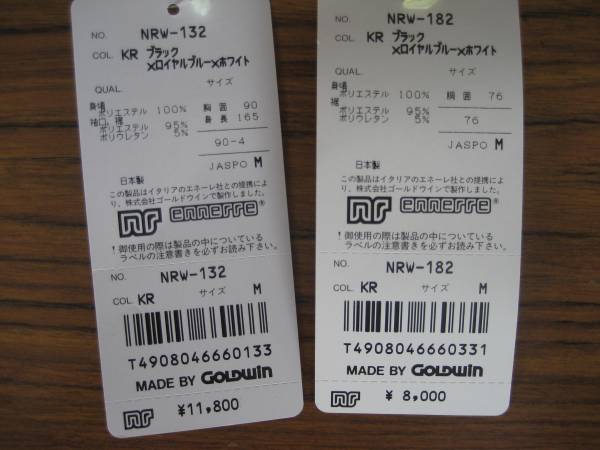 NO. NRW-132
COL. KR ブラック
×ロイヤルブルー×ホワイト
QUAL. サイズ
身頃
ポリエステル 100%
袖口、裾
ポリエステル 95%
ポリウレタン 5%
胸囲 90
身長 165
90-4
JASPO M
日本製
この製品はイタリアのエネーレ社との提携によ
り、株式会社ゴールドウインで製作しました。
nr ennerre®
！御使用の際は製品の中についている
ラベルの注意書きを必ずお読み下さい。
NO. NRW-132
COL. KR サイズ M
T4908046660133
MADE BY GOLDWIN
nr ¥11,800
NO. NRW-182
COL. KR ブラック
×ロイヤルブルー×ホワイト
QUAL. サイズ
身頃
ポリエステル 100%
裾
ポリエステル 95%
ポリウレタン 5%
胴囲 76
76
JASPO M
日本製
この製品はイタリアのエネーレ社との提携によ
り、株式会社ゴールドウインで製作しました。
nr ennerre®
！御使用の際は製品の中についている
ラベルの注意書きを必ずお読み下さい。
NO. NRW-182
COL. KR サイズ M
T4908046660331
MADE BY GOLDWIN
nr ¥ 8,000